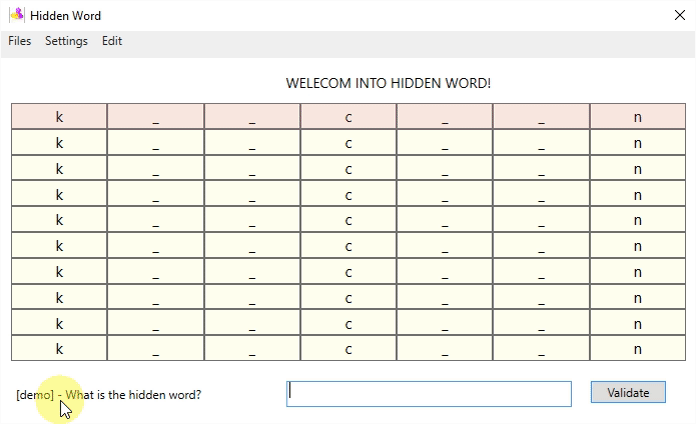 Hidden Word
Files Settings Edit
WELECOM INTO HIDDEN WORD!
k _ _ c _ _ n
k _ _ c _ _ n
k _ _ c _ _ n
k _ _ c _ _ n
k _ _ c _ _ n
k _ _ c _ _ n
k _ _ c _ _ n
k _ _ c _ _ n
k _ _ c _ _ n
k _ _ c _ _ n
[demo] - What is the hidden word? Validate